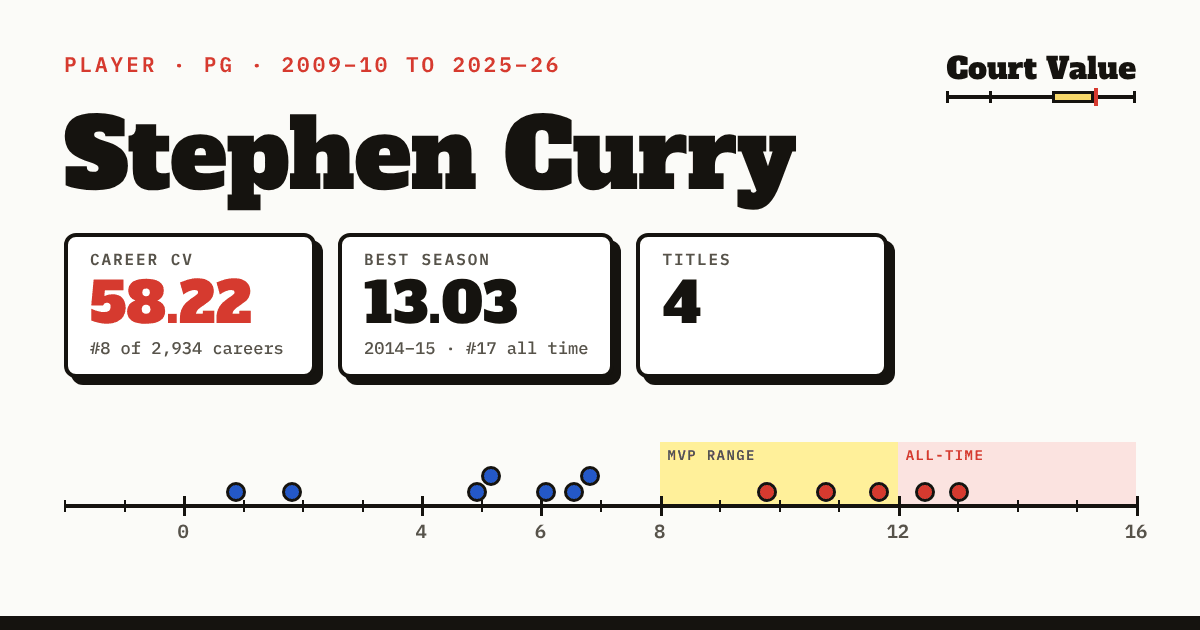 PLAYER · PG · 2009–10 TO 2025–26
Court Value
Stephen Curry
CAREER CV
58.22
#8 of 2,934 careers
BEST SEASON
13.03
2014–15 · #17 all time
TITLES
4
MVP RANGE
ALL-TIME
0 4 6 8 12 16